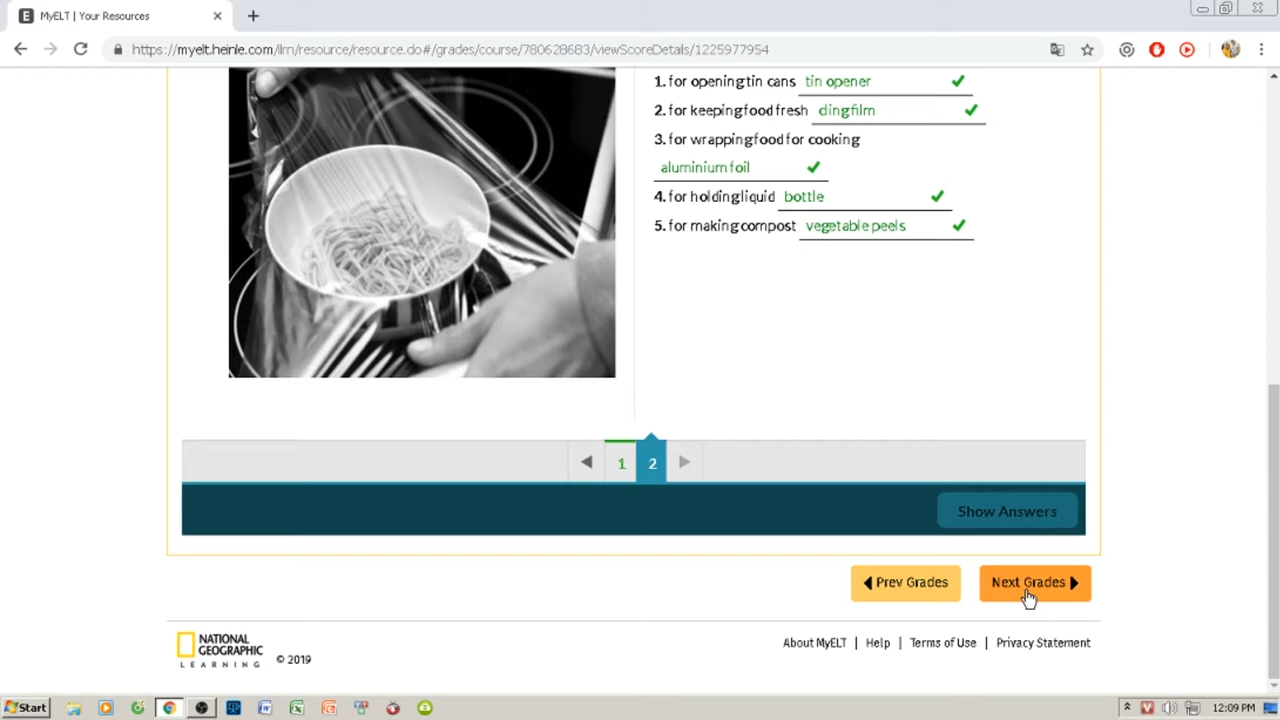 MyELT | Your Resources
https://myelt.heinle.com/ilrn/resource/resource.do#/grades/course/780628683/viewScoreDetails/1225977954
1. for opening tin cans tin opener
2. for keeping food fresh clingfilm
3. for wrapping food for cooking
aluminium foil
4. for holding liquid bottle
5. for making compost vegetable peels
1 2
Show Answers
Prev Grades Next Grades
NATIONAL
GEOGRAPHIC
LEARNING
© 2019
About MyELT | Help | Terms of Use | Privacy Statement
Start
12:09 PM